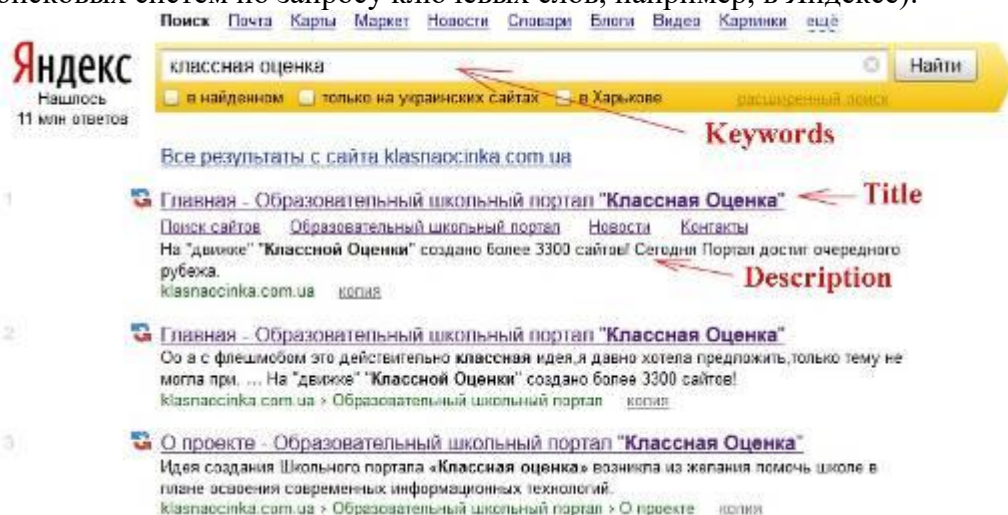 поисковых систем по запросу ключевых слов, например, в Яндексе).
Поиск Почта Карты Маркет Новости Словари Блоги Видео Картинки ещё
Яндекс
классная оценка
Найти
Нашлось
11 млн ответов
в найденном только на украинских сайтах в Харькове расширенный поиск
Keywords
Все результаты с сайта klasnaocinka.com.ua
1 Главная - Образовательный школьный портал "Классная Оценка"
Title
Поиск сайтов Образовательный школьный портал Новости Контакты
На "движке" "Классной Оценки" создано более 3300 сайтов! Сегодня Портал достиг очередного
рубежа.
Description
klasnaocinka.com.ua копия
2 Главная - Образовательный школьный портал "Классная Оценка"
Оо а с флешмобом это действительно классная идея,я давно хотела предложить,только тему не
могла при. ... На "движке" "Классной Оценки" создано более 3300 сайтов!
klasnaocinka.com.ua › Образовательный школьный портал копия
3 О проекте - Образовательный школьный портал "Классная Оценка"
Идея создания Школьного портала «Классная оценка» возникла из желания помочь школе в
плане освоения современных информационных технологий.
klasnaocinka.com.ua › Образовательный школьный портал › О проекте копия